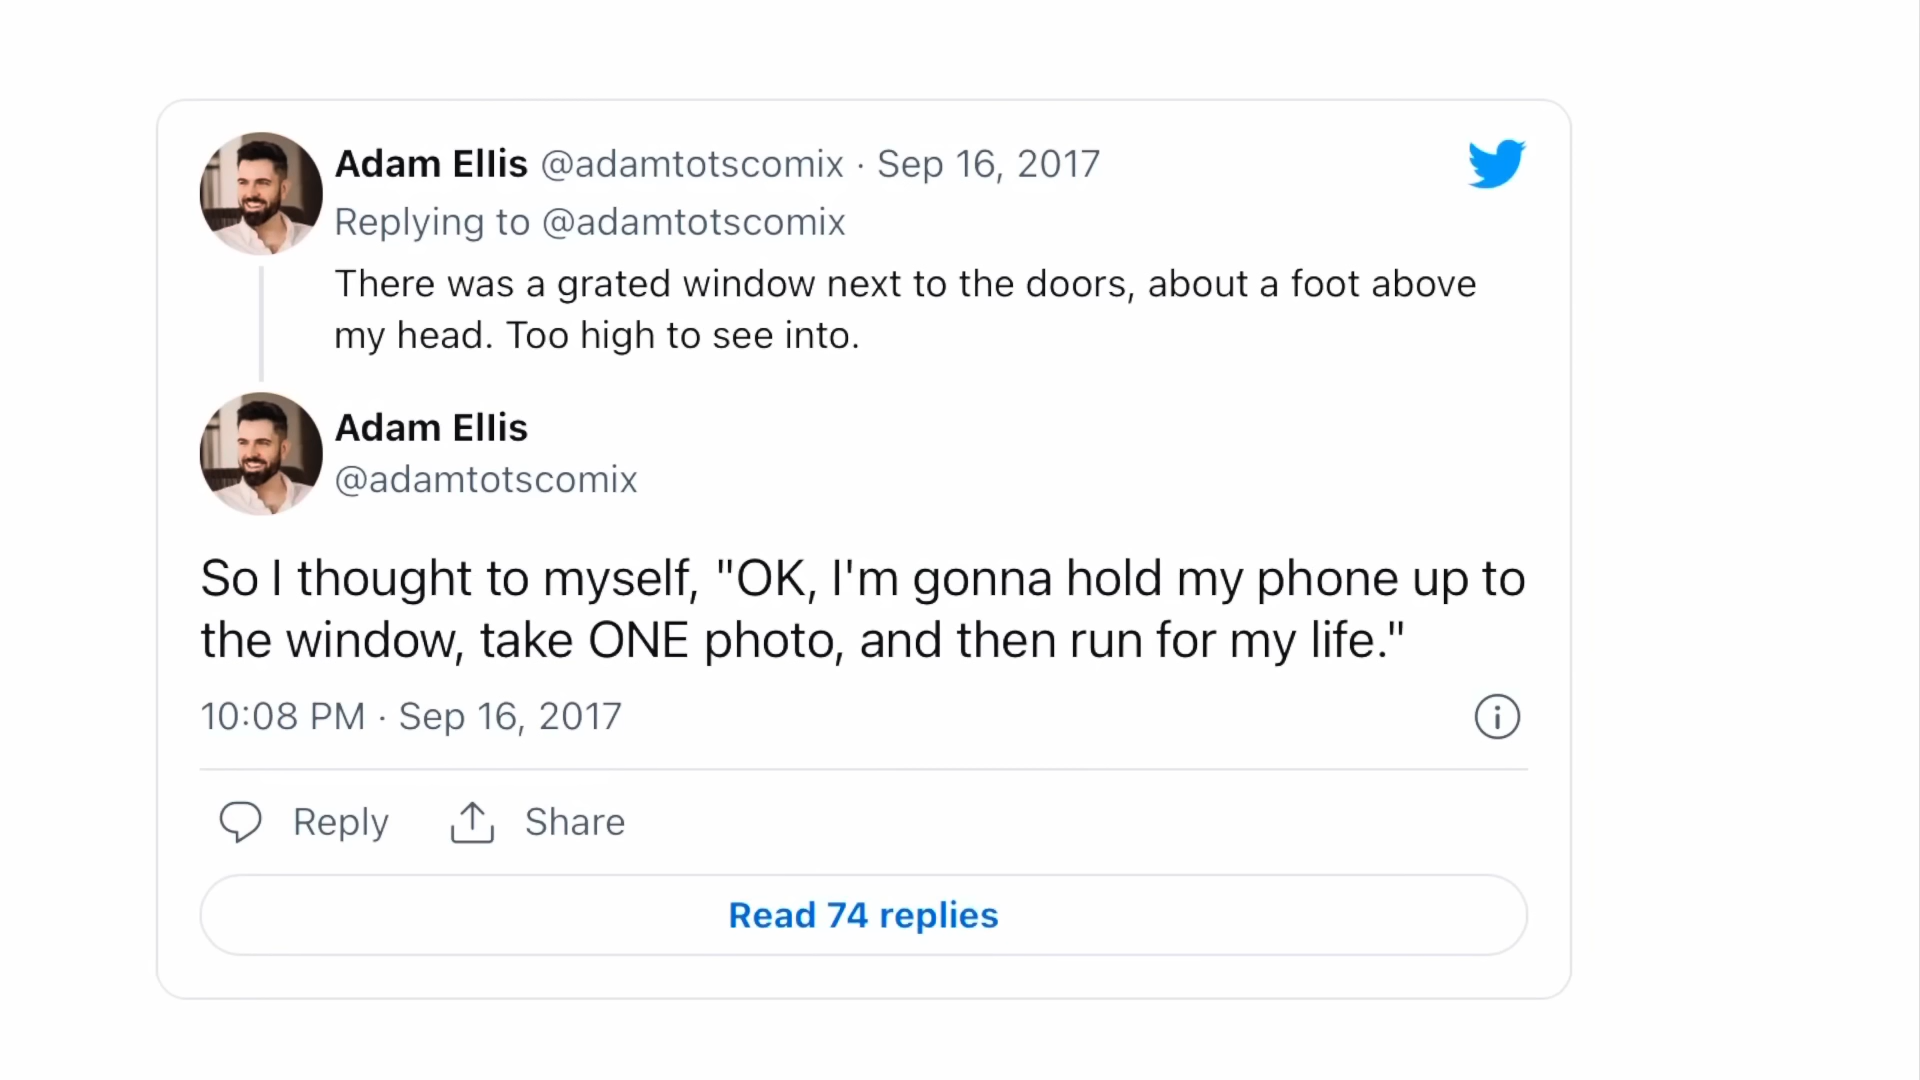 Adam Ellis @adamtotscomix · Sep 16, 2017
Replying to @adamtotscomix
There was a grated window next to the doors, about a foot above
my head. Too high to see into.
Adam Ellis
@adamtotscomix
So I thought to myself, "OK, I'm gonna hold my phone up to
the window, take ONE photo, and then run for my life."
10:08 PM · Sep 16, 2017
Reply Share
Read 74 replies